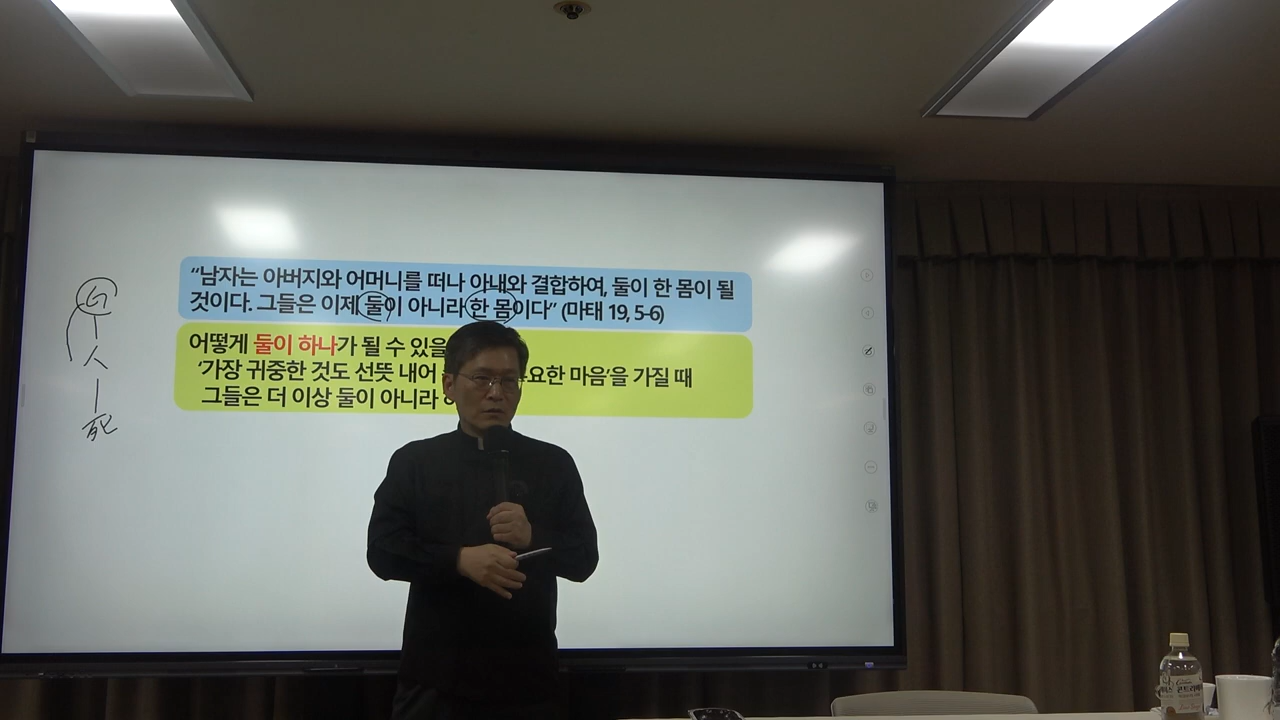 “남자는 아버지와 어머니를 떠나 아내와 결합하여, 둘이 한 몸이 될
것이다. 그들은 이제 둘이 아니라 한 몸이다” (마태 19, 5-6)
어떻게 둘이 하나가 될 수 있을
‘가장 귀중한 것도 선뜻 내어 요한 마음’을 가질 때
그들은 더 이상 둘이 아니라
G
人
死